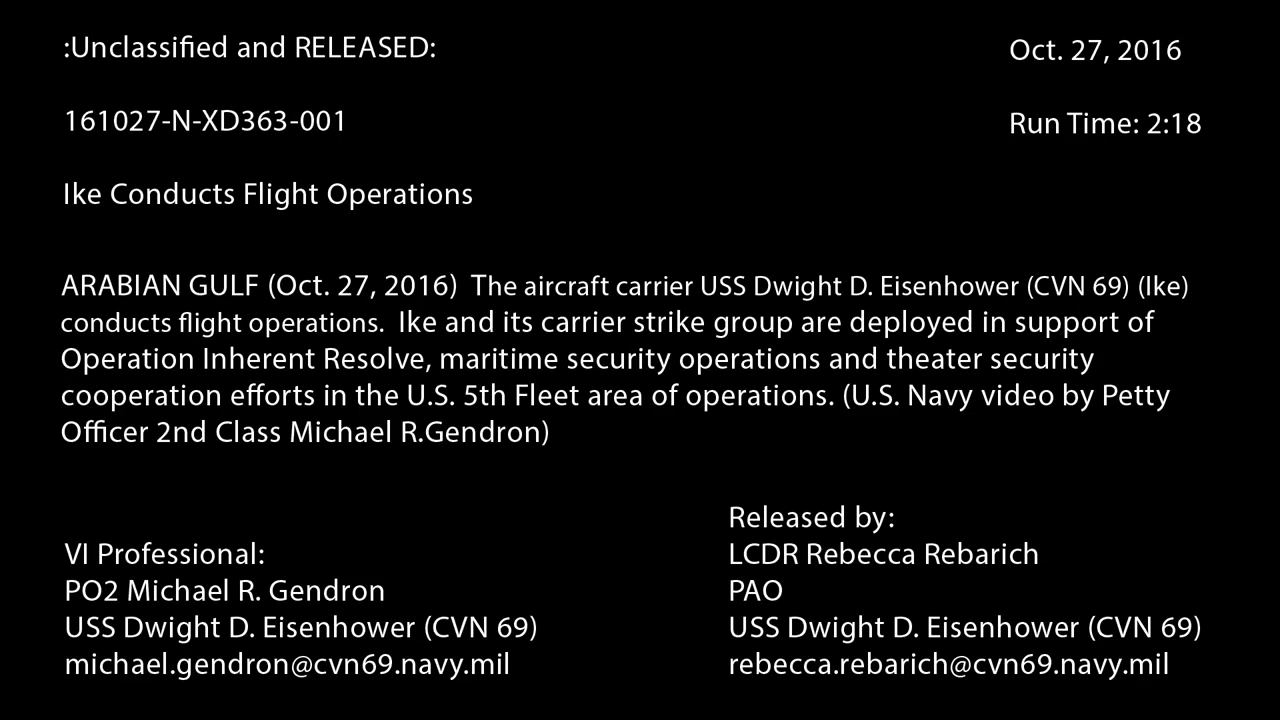 :Unclassified and RELEASED:
Oct. 27, 2016
161027-N-XD363-001
Run Time: 2:18
Ike Conducts Flight Operations
ARABIAN GULF (Oct. 27, 2016)  The aircraft carrier USS Dwight D. Eisenhower (CVN 69) (Ike)
conducts flight operations.  Ike and its carrier strike group are deployed in support of
Operation Inherent Resolve, maritime security operations and theater security
cooperation efforts in the U.S. 5th Fleet area of operations. (U.S. Navy video by Petty
Officer 2nd Class Michael R.Gendron)
VI Professional:
PO2 Michael R. Gendron
USS Dwight D. Eisenhower (CVN 69)
michael.gendron@cvn69.navy.mil
Released by:
LCDR Rebecca Rebarich
PAO
USS Dwight D. Eisenhower (CVN 69)
rebecca.rebarich@cvn69.navy.mil